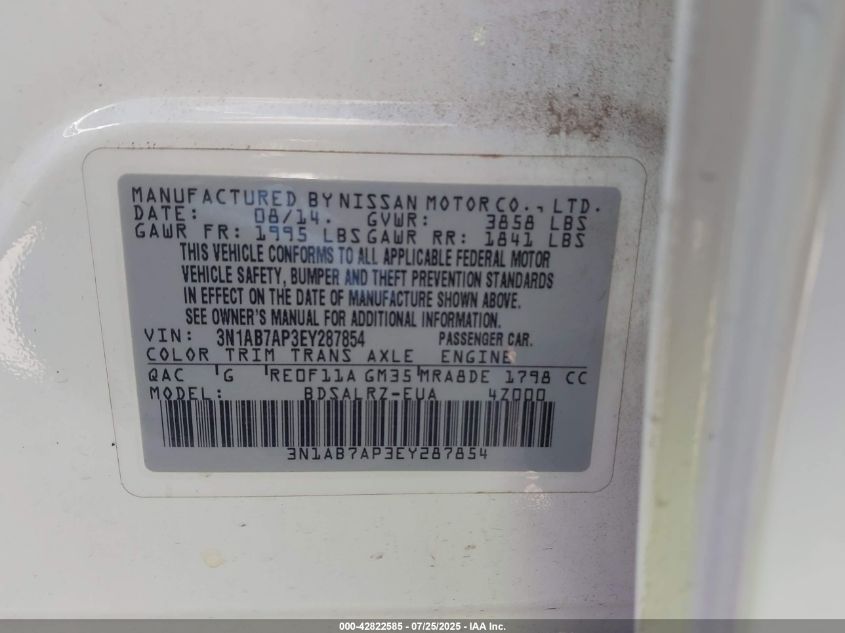 MANUFACTURED BY NISSAN MOTOR CO., LTD.
DATE: 08/14. GVWR: 3858 LBS
GAWR FR: 1995 LBS GAWR RR: 1841 LBS
THIS VEHICLE CONFORMS TO ALL APPLICABLE FEDERAL MOTOR
VEHICLE SAFETY, BUMPER AND THEFT PREVENTION STANDARDS
IN EFFECT ON THE DATE OF MANUFACTURE SHOWN ABOVE.
SEE OWNER'S MANUAL FOR ADDITIONAL INFORMATION.
VIN: 3N1AB7AP3EY287854 PASSENGER CAR.
COLOR TRIM TRANS AXLE ENGINE
QAC G RE0F11A GM35 MRA8DE 1798 CC
MODEL: BDSALRZ-EUA 4Z000
3N1AB7AP3EY287854
000-42822585 - 07/25/2025 - IAA Inc.